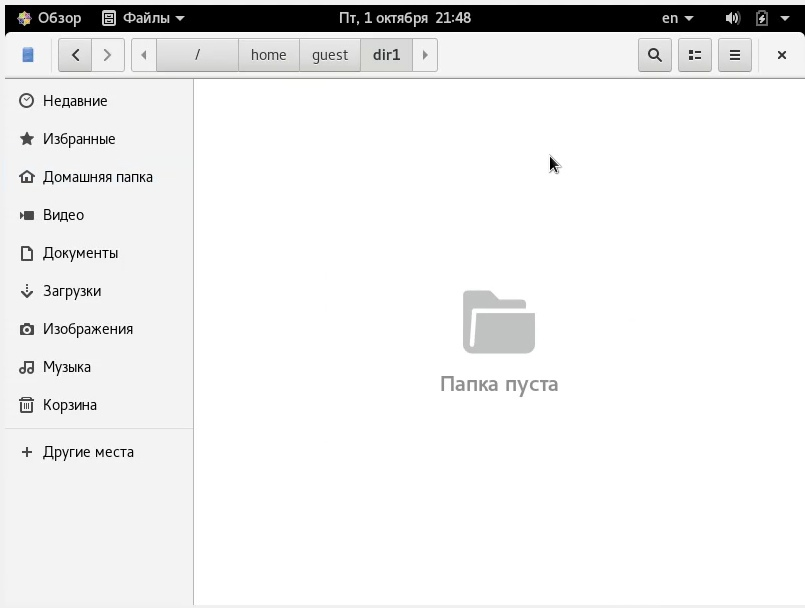 Обзор Файлы Пт, 1 октября 21:48 en
/ home guest dir1
Недавние
Избранные
Домашняя папка
Видео
Документы
Загрузки
Изображения
Музыка
Корзина
Другие места
Папка пуста